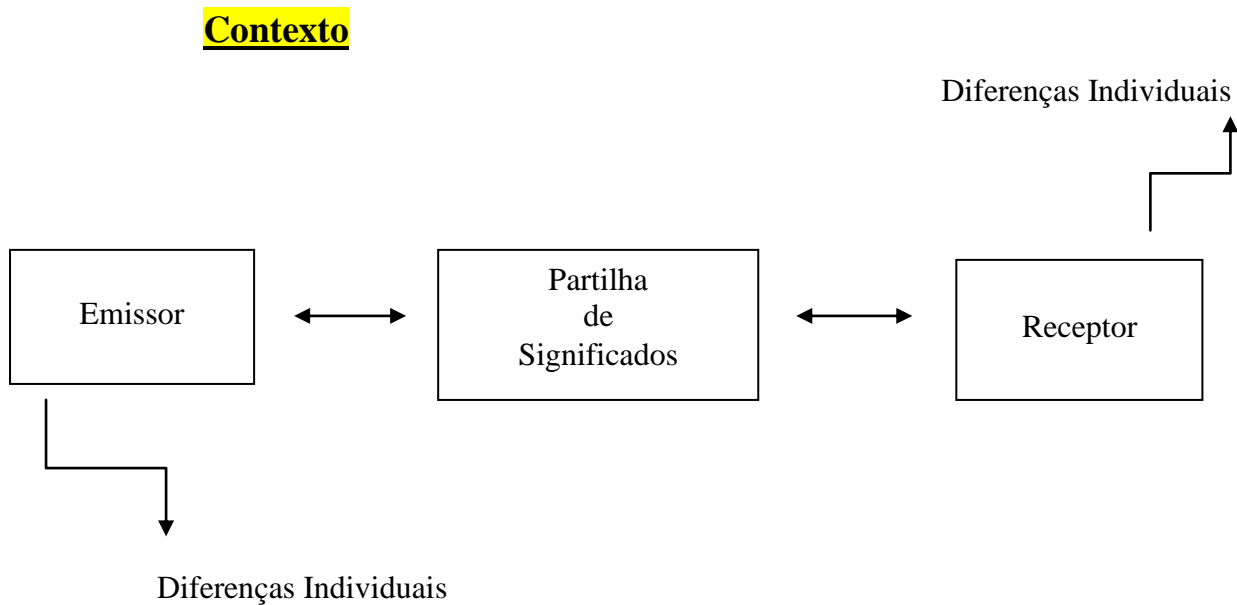 Contexto
Diferenças Individuais
Emissor
Partilha
de
Significados
Receptor
Diferenças Individuais